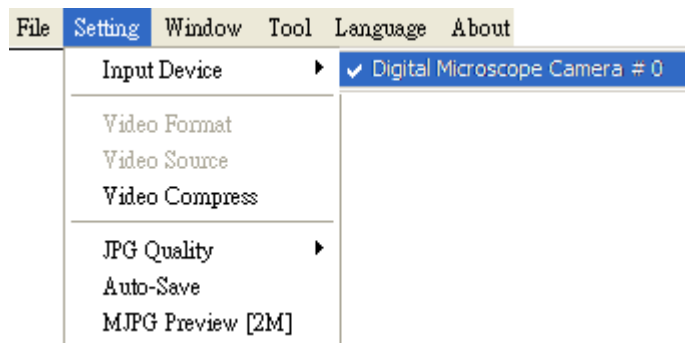 File Setting Window Tool Language About
Input Device Digital Microscope Camera # 0
Video Format
Video Source
Video Compress
JPG Quality
Auto-Save
MJPG Preview [2M]